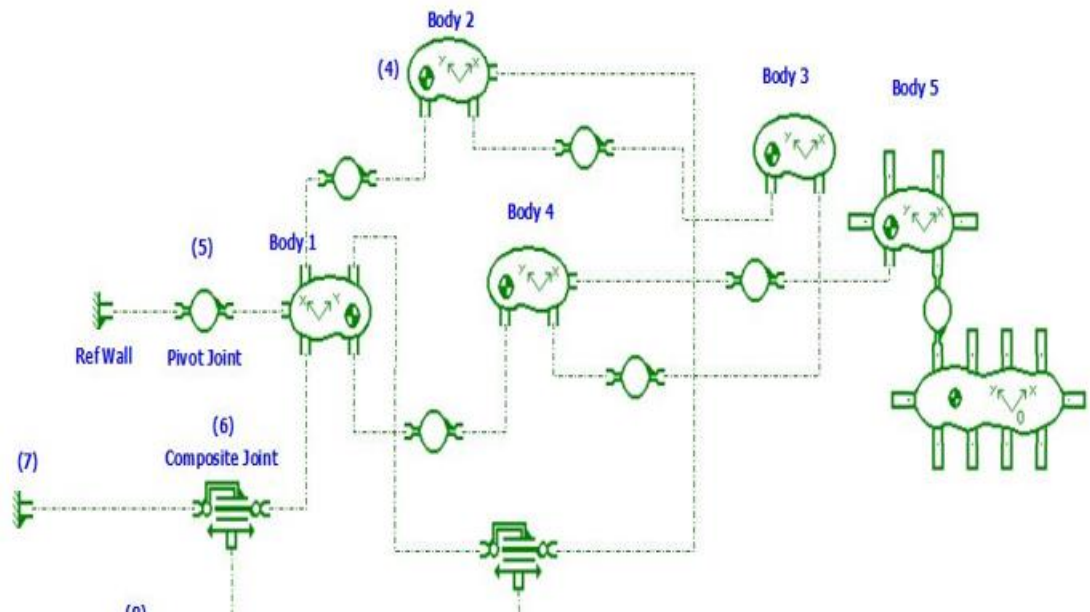 Body 2
(4)
Body 3
Body 5
Y X
Y X
Y X
Body 4
(5)
Body 1
Y X
X Y
Ref Wall
Pivot Joint
Y X
0
(6)
Composite Joint
(7)